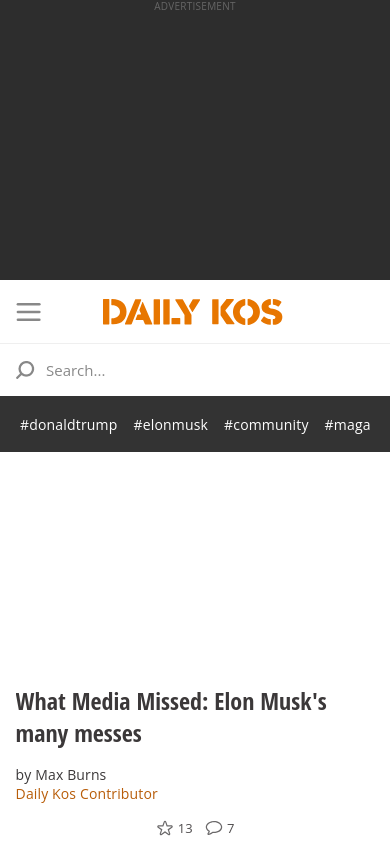 ADVERTISEMENT
DAILY KOS
Search...
#donaldtrump #elonmusk #community #maga
What Media Missed: Elon Musk's
many messes
by Max Burns
Daily Kos Contributor
13 7